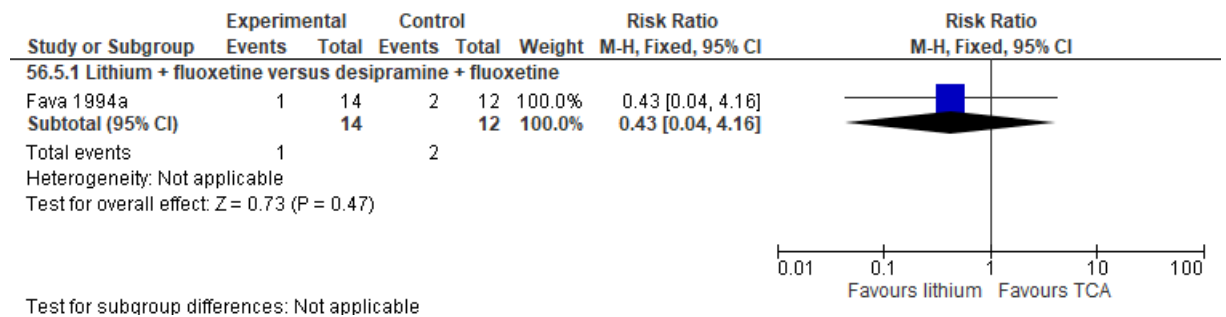 Experimental Control Risk Ratio Risk Ratio
Study or Subgroup Events Total Events Total Weight M-H, Fixed, 95% CI M-H, Fixed, 95% CI
56.5.1 Lithium + fluoxetine versus desipramine + fluoxetine
Fava 1994a 1 14 2 12 100.0% 0.43 [0.04, 4.16]
Subtotal (95% CI) 14 12 100.0% 0.43 [0.04, 4.16]
Total events 1 2
Heterogeneity: Not applicable
Test for overall effect: Z = 0.73 (P = 0.47)
0.01 0.1 1 10 100
Favours lithium Favours TCA
Test for subgroup differences: Not applicable